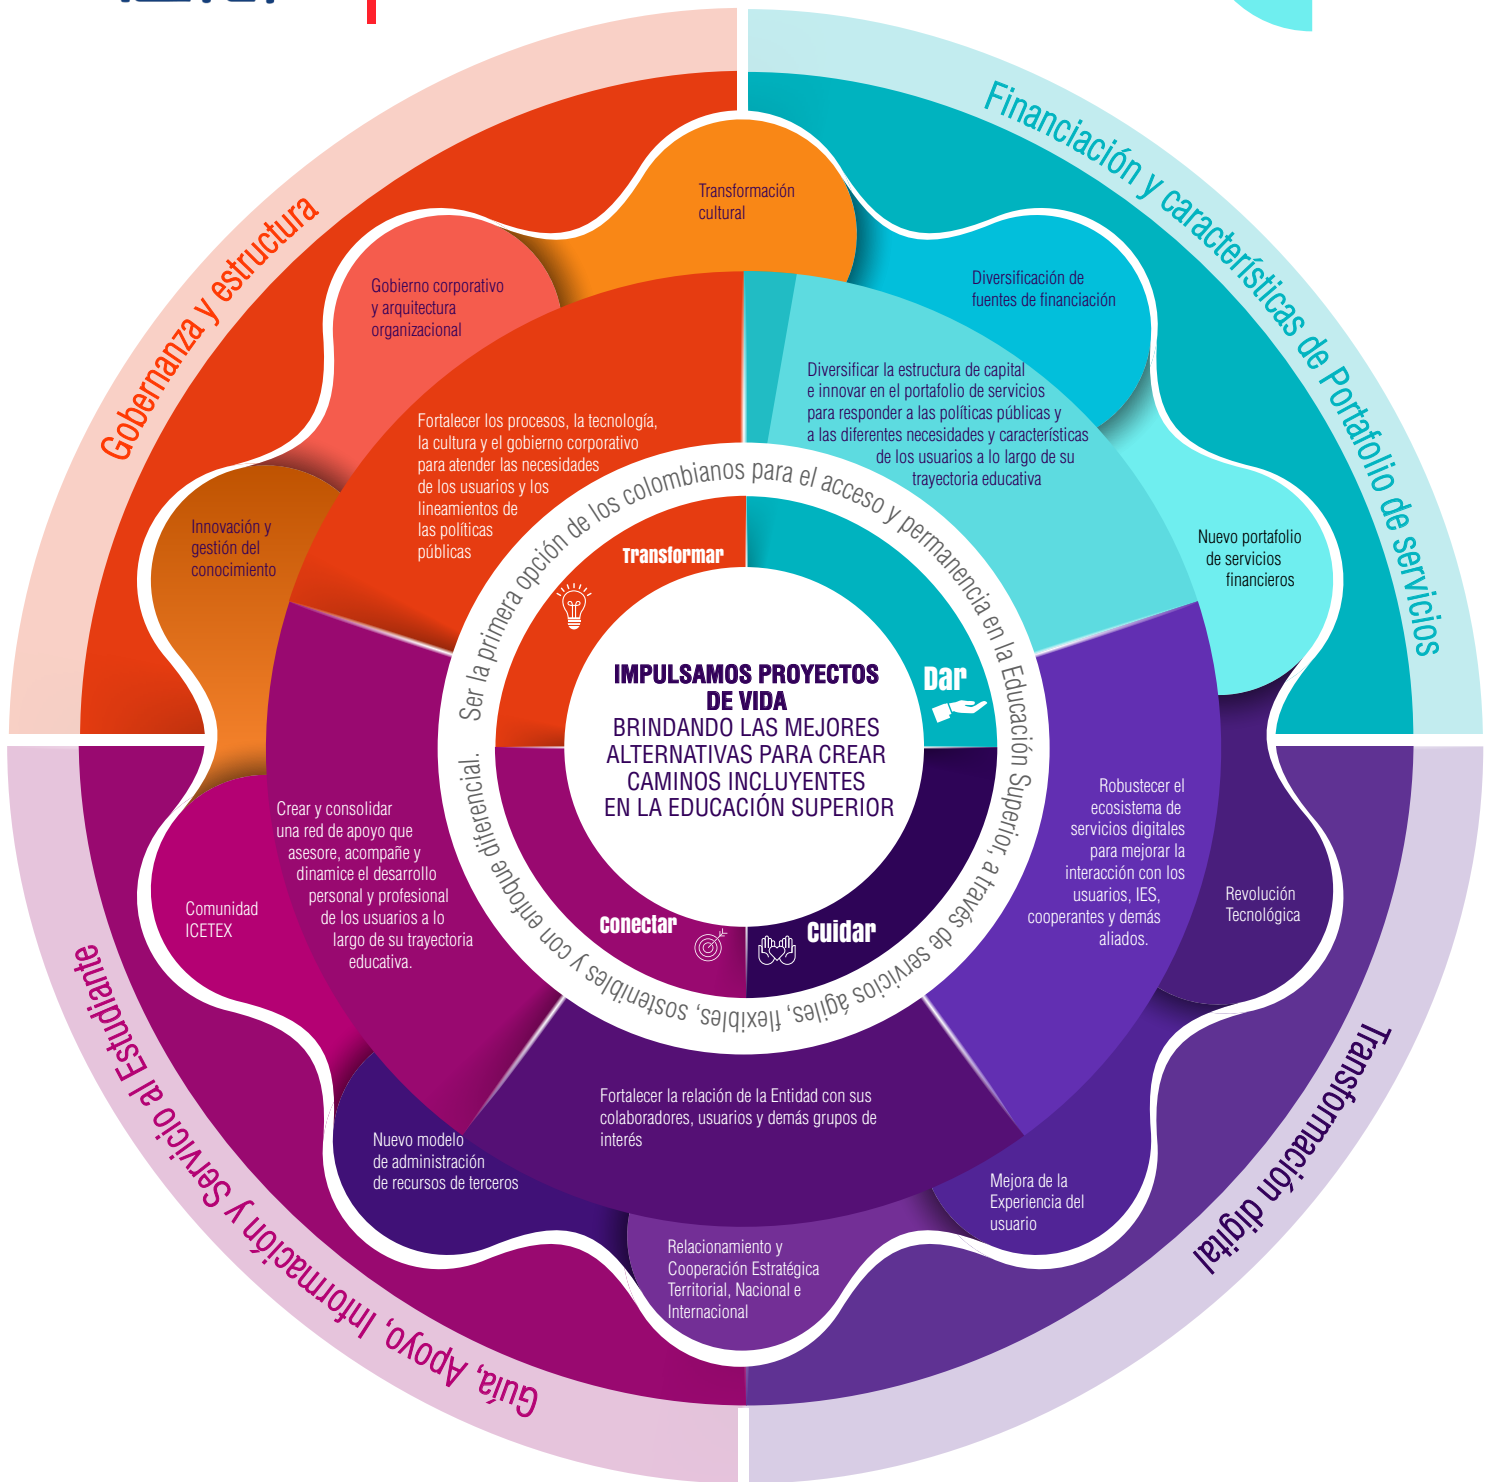 Gobernanza y estructura
Financiación y características de Portafolio de servicios
Transformación
cultural
Gobierno corporativo
y arquitectura
organizacional
Diversificación de
fuentes de financiación
Innovación y
gestión del
conocimiento
Nuevo portafolio
de servicios
financieros
Fortalecer los procesos, la tecnología,
la cultura y el gobierno corporativo
para atender las necesidades
de los usuarios y los
lineamientos de
las políticas
públicas
Diversificar la estructura de capital
e innovar en el portafolio de servicios
para responder a las políticas públicas y
a las diferentes necesidades y características
de los usuarios a lo largo de su
trayectoria educativa
Ser la primera opción de los colombianos para el acceso y permanencia en la Educación Superior, a través de servicios ágiles, flexibles, sostenibles y con enfoque diferencial.
Transformar
Dar
IMPULSAMOS PROYECTOS
DE VIDA
BRINDANDO LAS MEJORES
ALTERNATIVAS PARA CREAR
CAMINOS INCLUYENTES
EN LA EDUCACIÓN SUPERIOR
Conectar
Cuidar
Crear y consolidar
una red de apoyo que
asesore, acompañe y
dinamice el desarrollo
personal y profesional
de los usuarios a lo
largo de su trayectoria
educativa.
Robustecer el
ecosistema de
servicios digitales
para mejorar la
interacción con los
usuarios, IES,
cooperantes y demás
aliados.
Comunidad
ICETEX
Revolución
Tecnológica
Fortalecer la relación de la Entidad con sus
colaboradores, usuarios y demás grupos de
interés
Nuevo modelo
de administración
de recursos de terceros
Mejora de la
Experiencia del
usuario
Relacionamiento y
Cooperación Estratégica
Territorial, Nacional e
Internacional
Guía, Apoyo, Información y Servicio al Estudiante
Transformación digital